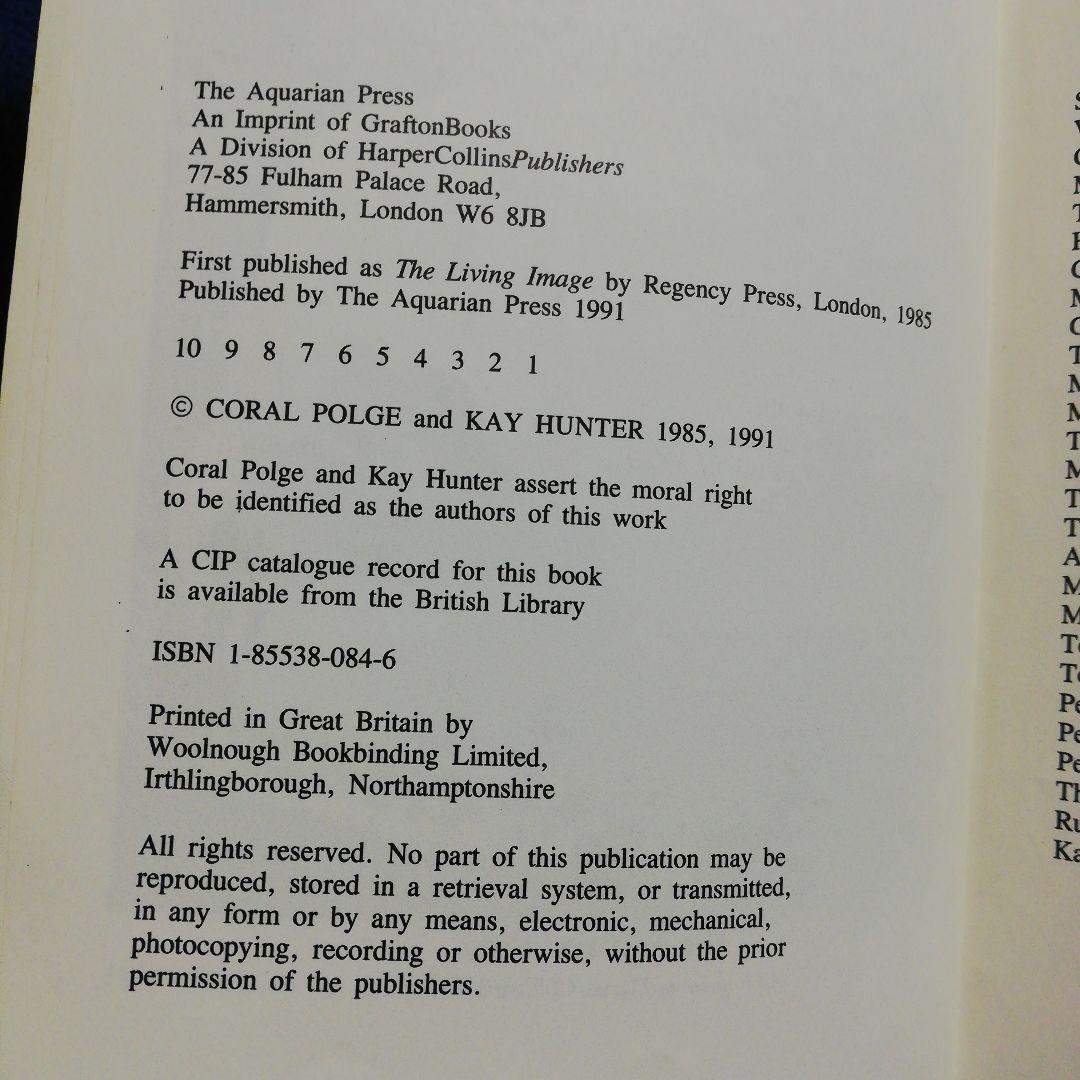 The Aquarian Press
An Imprint of GraftonBooks
A Division of HarperCollinsPublishers
77-85 Fulham Palace Road,
Hammersmith, London W6 8JB
First published as The Living Image by Regency Press, London, 1985
Published by The Aquarian Press 1991
10 9 8 7 6 5 4 3 2 1
© CORAL POLGE and KAY HUNTER 1985, 1991
Coral Polge and Kay Hunter assert the moral right
to be identified as the authors of this work
A CIP catalogue record for this book
is available from the British Library
ISBN 1-85538-084-6
Printed in Great Britain by
Woolnough Bookbinding Limited,
Irthlingborough, Northamptonshire
All rights reserved. No part of this publication may be
reproduced, stored in a retrieval system, or transmitted,
in any form or by any means, electronic, mechanical,
photocopying, recording or otherwise, without the prior
permission of the publishers.